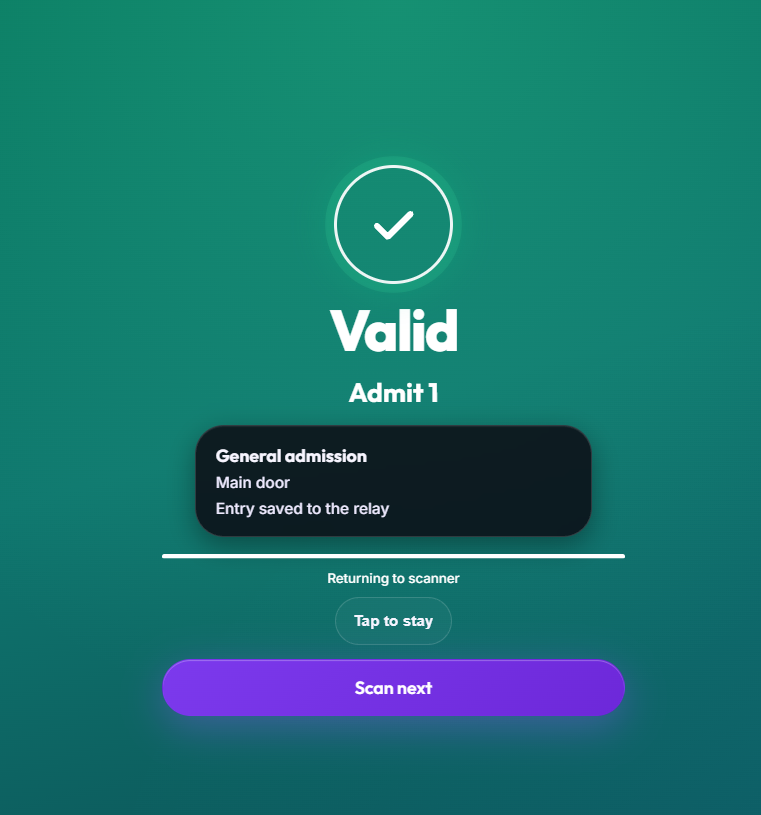 Valid
Admit 1
General admission
Main door
Entry saved to the relay
Returning to scanner
Tap to stay
Scan next